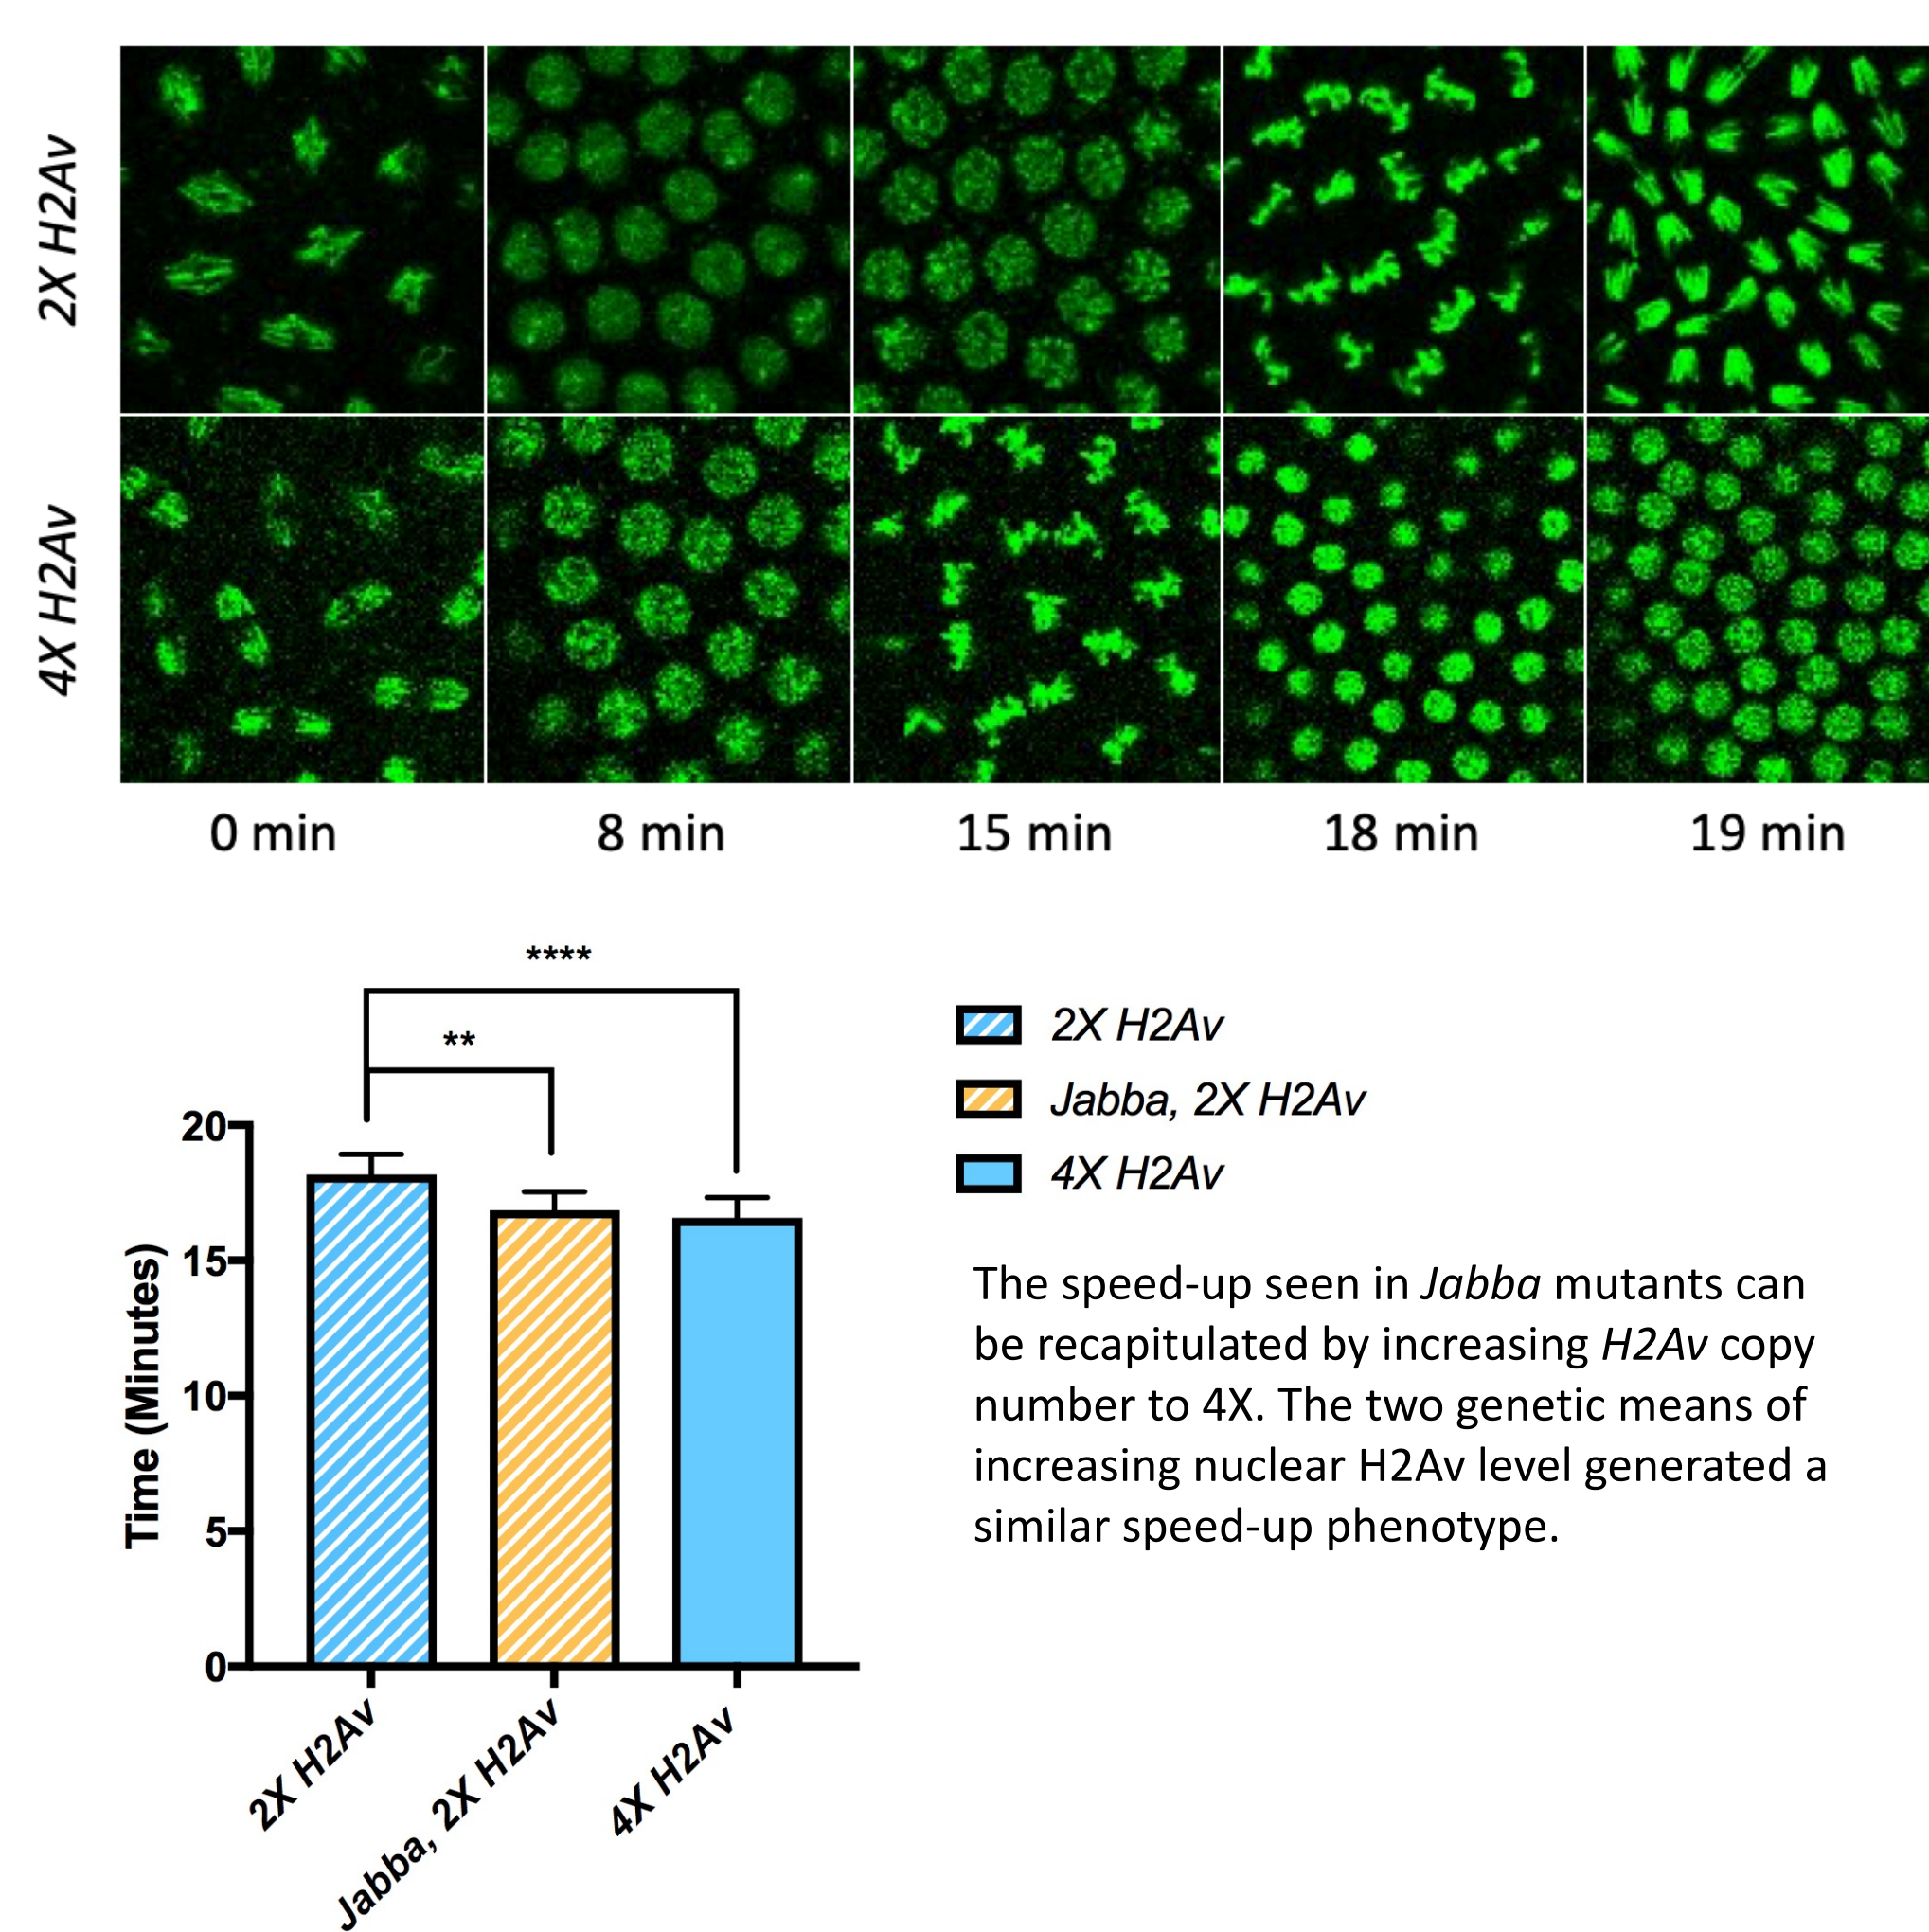 2X H2Av
4X H2Av
0 min
8 min
15 min
18 min
19 min
****
**
20
15
10
5
0
Time (Minutes)
2X H2Av
Jabba, 2X H2Av
4X H2Av
2X H2Av
Jabba, 2X H2Av
4X H2Av
The speed-up seen in Jabba mutants can
be recapitulated by increasing H2Av copy
number to 4X. The two genetic means of
increasing nuclear H2Av level generated a
similar speed-up phenotype.